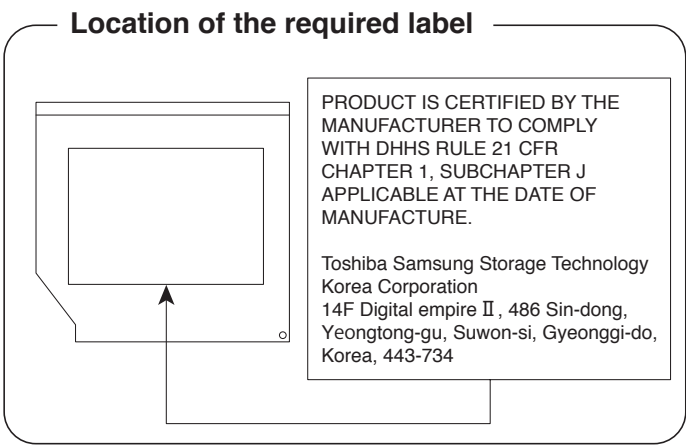 Location of the required label
PRODUCT IS CERTIFIED BY THE
MANUFACTURER TO COMPLY
WITH DHHS RULE 21 CFR
CHAPTER 1, SUBCHAPTER J
APPLICABLE AT THE DATE OF
MANUFACTURE.
Toshiba Samsung Storage Technology
Korea Corporation
14F Digital empire Ⅱ, 486 Sin-dong,
Yeongtong-gu, Suwon-si, Gyeonggi-do,
Korea, 443-734